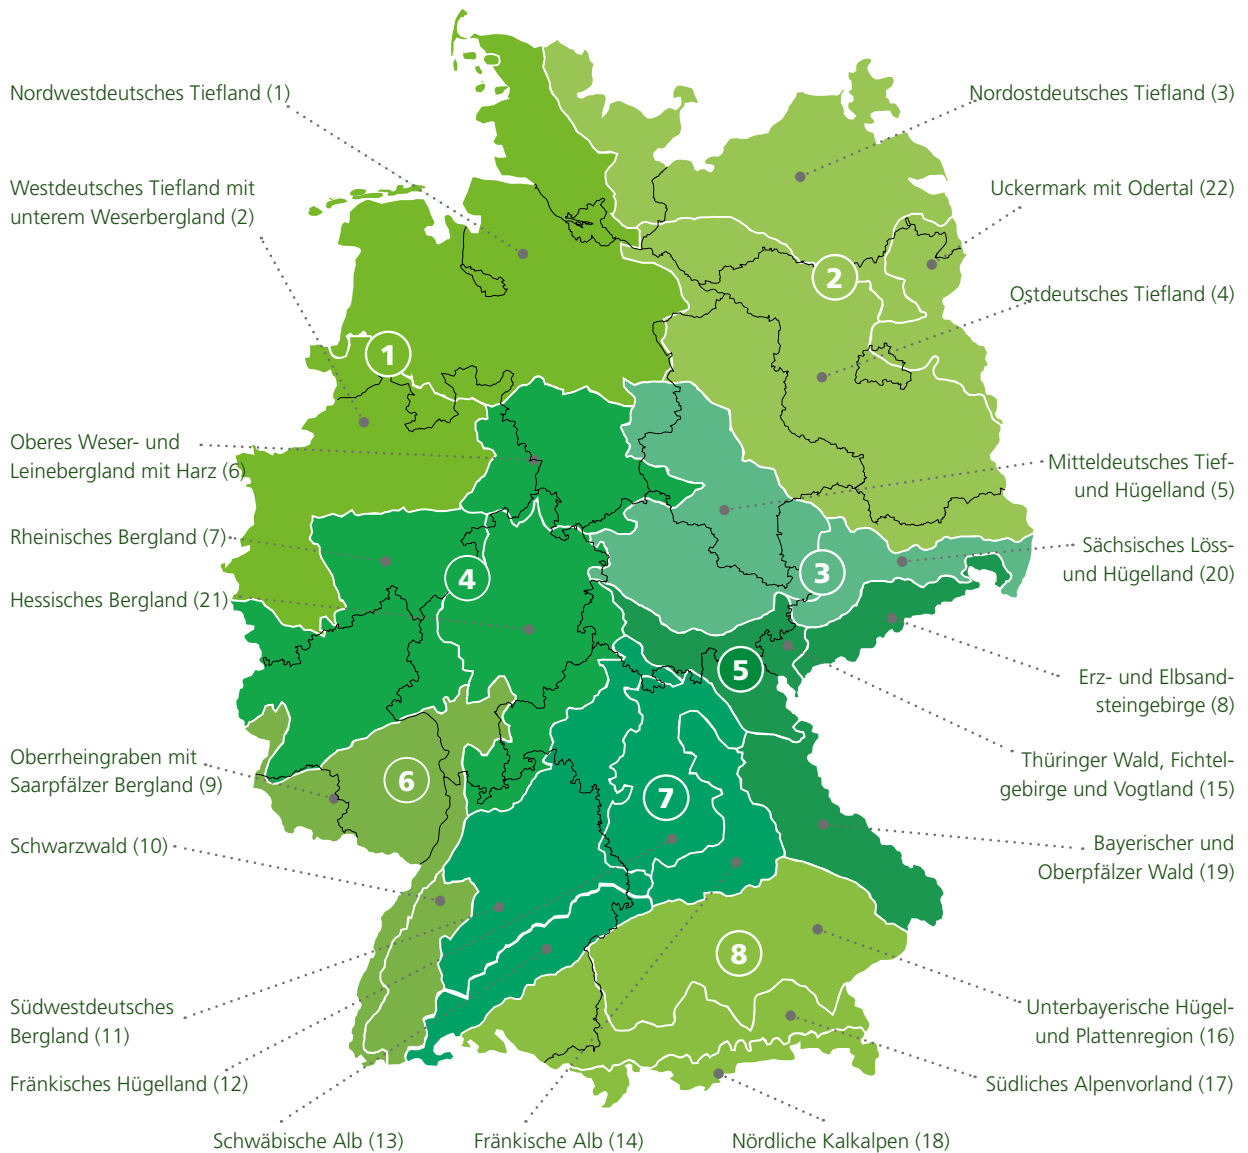 Nordwestdeutsches Tiefland (1)
Westdeutsches Tiefland mit
unterem Weserbergland (2)
Oberes Weser- und
Leinebergland mit Harz (6)
Rheinisches Bergland (7)
Hessisches Bergland (21)
Oberrheingraben mit
Saarpfälzer Bergland (9)
Schwarzwald (10)
Südwestdeutsches
Bergland (11)
Fränkisches Hügelland (12)
Schwäbische Alb (13)
Fränkische Alb (14)
Nördliche Kalkalpen (18)
Nordostdeutsches Tiefland (3)
Uckermark mit Odertal (22)
Ostdeutsches Tiefland (4)
Mitteldeutsches Tief-
und Hügelland (5)
Sächsisches Löss-
und Hügelland (20)
Erz- und Elbsand-
steingebirge (8)
Thüringer Wald, Fichtel-
gebirge und Vogtland (15)
Bayerischer und
Oberpfälzer Wald (19)
Unterbayerische Hügel-
und Plattenregion (16)
Südliches Alpenvorland (17)
1
2
3
4
5
6
7
8